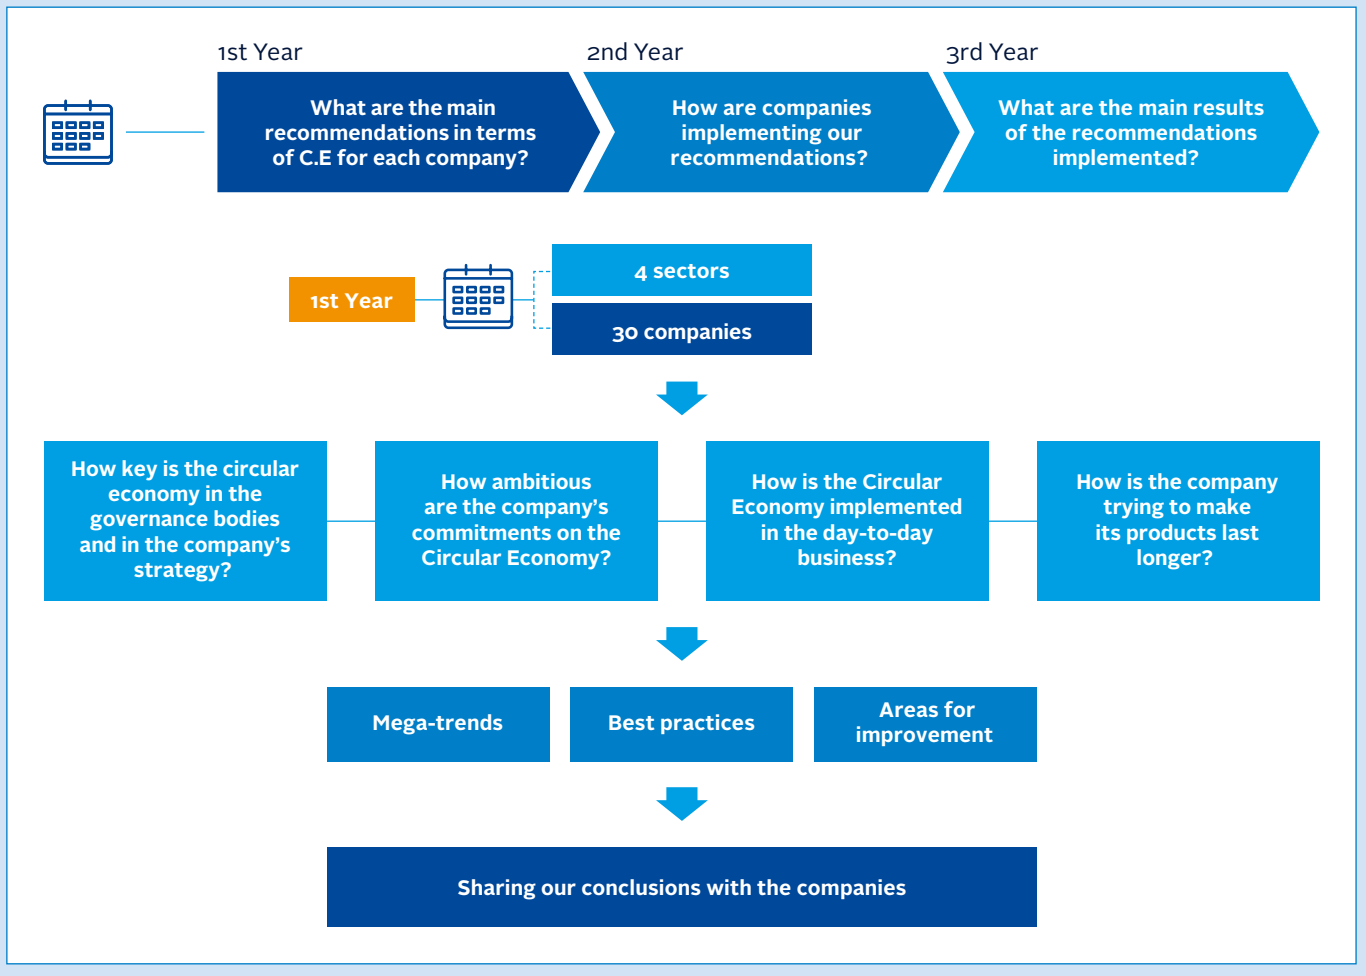 1st Year
2nd Year
3rd Year
What are the main
recommendations in terms
of C.E for each company?
How are companies
implementing our
recommendations?
What are the main results
of the recommendations
implemented?
1st Year
4 sectors
30 companies
How key is the circular
economy in the
governance bodies
and in the company's
strategy?
How ambitious
are the company's
commitments on the
Circular Economy?
How is the Circular
Economy implemented
in the day-to-day
business?
How is the company
trying to make
its products last
longer?
Mega-trends
Best practices
Areas for
improvement
Sharing our conclusions with the companies